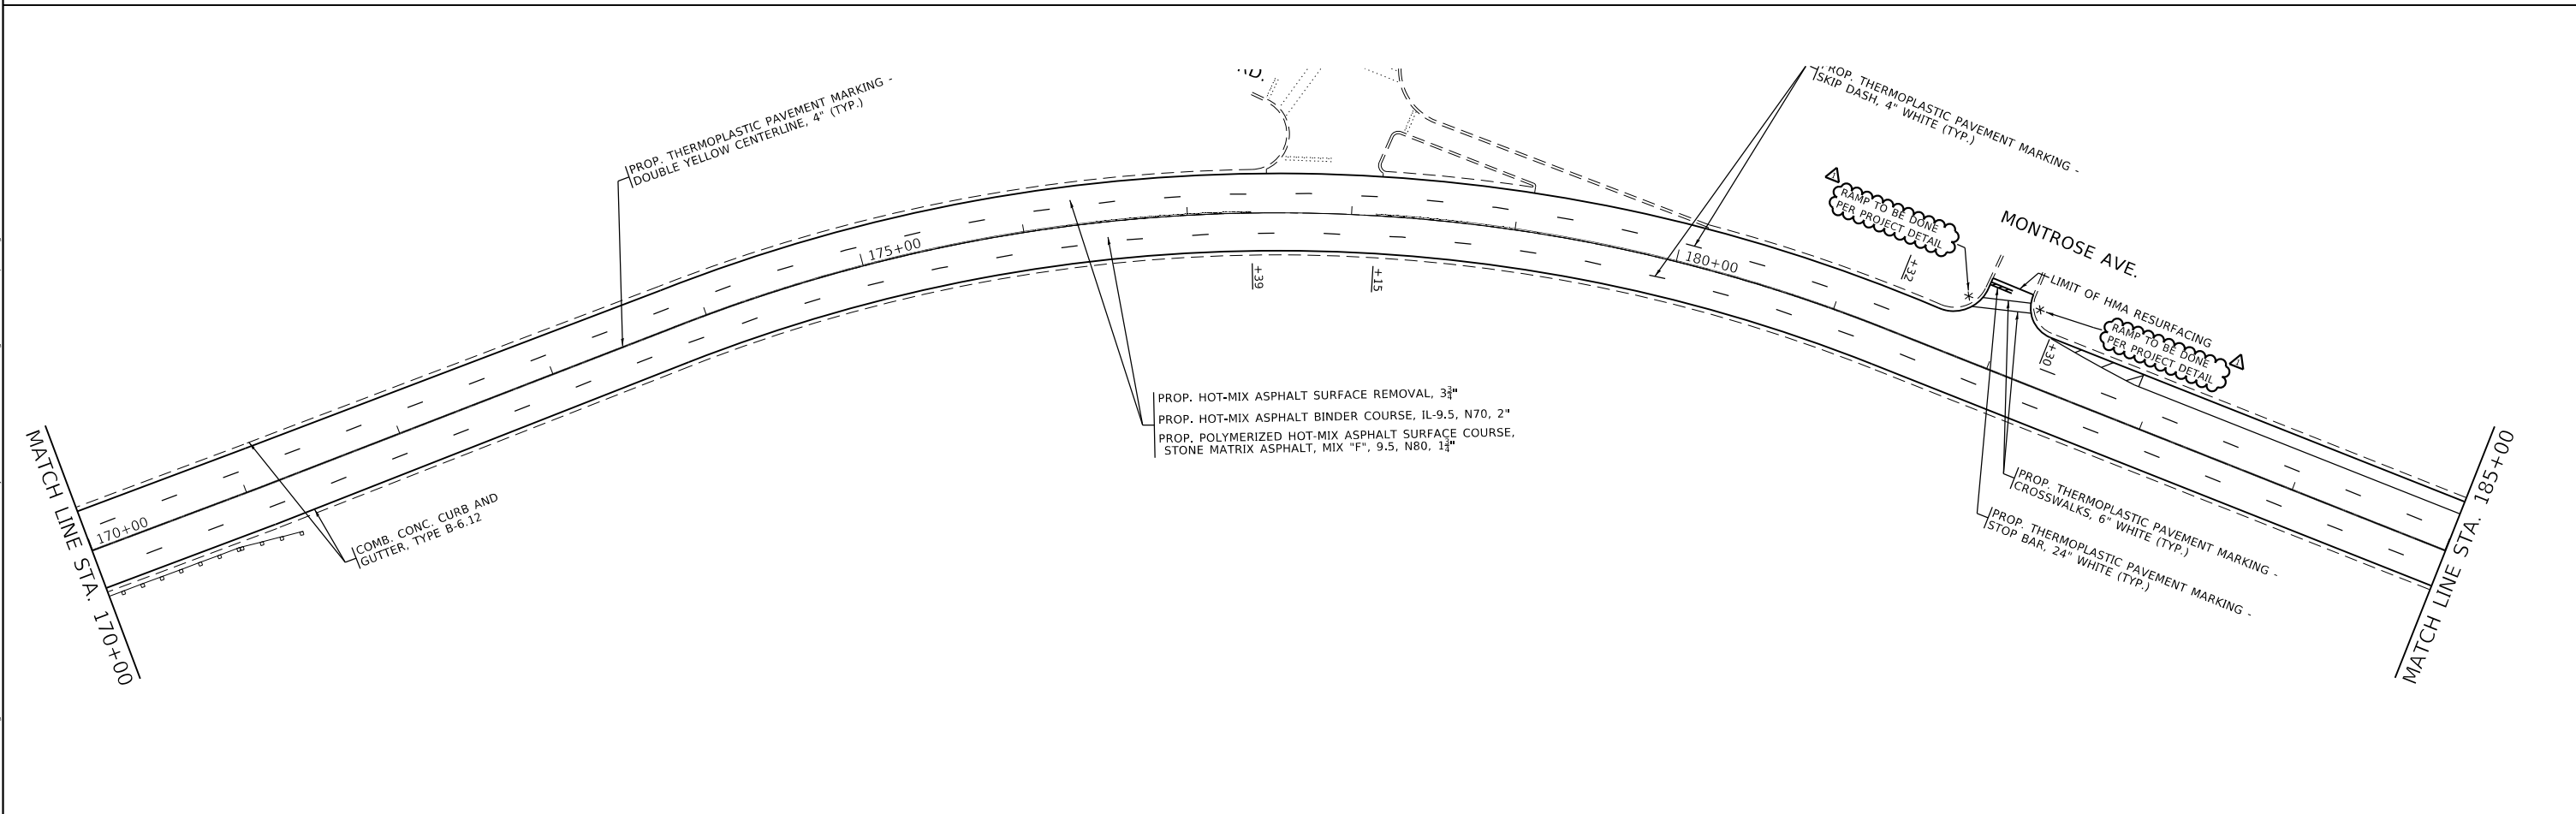 PROP. THERMOPLASTIC PAVEMENT MARKING -
DOUBLE YELLOW CENTERLINE, 4" (TYP.)
RD.
PROP. THERMOPLASTIC PAVEMENT MARKING -
SKIP DASH, 4" WHITE (TYP.)
1
RAMP TO BE DONE
PER PROJECT DETAIL
MONTROSE AVE.
LIMIT OF HMA RESURFACING
RAMP TO BE DONE
PER PROJECT DETAIL
1
175+00
180+00
+39
+15
+32
+30
PROP. HOT-MIX ASPHALT SURFACE REMOVAL, 3¾"
PROP. HOT-MIX ASPHALT BINDER COURSE, IL-9.5, N70, 2"
PROP. POLYMERIZED HOT-MIX ASPHALT SURFACE COURSE,
STONE MATRIX ASPHALT, MIX "F", 9.5, N80, 1¾"
MATCH LINE STA. 170+00
170+00
COMB. CONC. CURB AND
GUTTER, TYPE B-6.12
PROP. THERMOPLASTIC PAVEMENT MARKING -
CROSSWALKS, 6" WHITE (TYP.)
PROP. THERMOPLASTIC PAVEMENT MARKING -
STOP BAR, 24" WHITE (TYP.)
MATCH LINE STA. 185+00